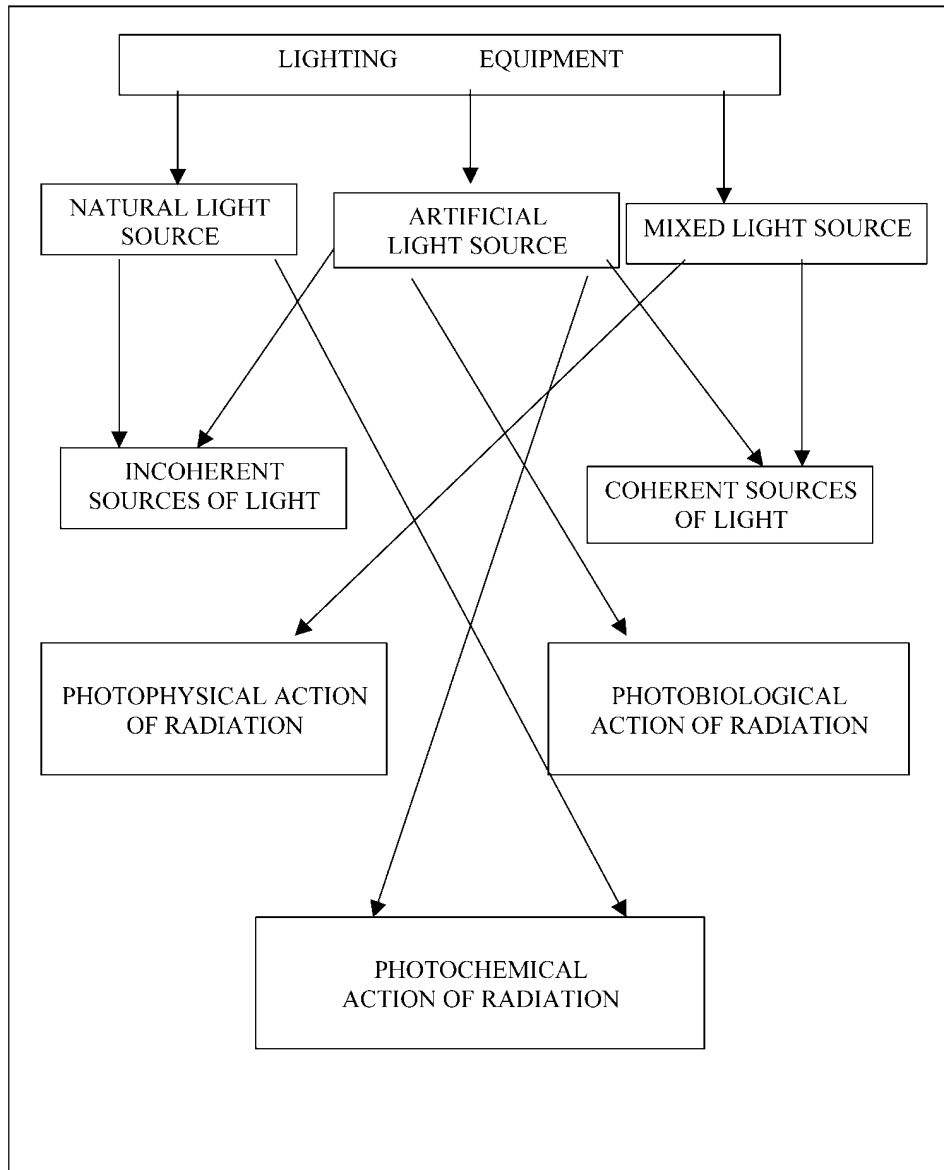 LIGHTING EQUIPMENT
NATURAL LIGHT
SOURCE
ARTIFICIAL
LIGHT SOURCE
MIXED LIGHT SOURCE
INCOHERENT
SOURCES OF LIGHT
COHERENT SOURCES
OF LIGHT
PHOTOPHYSICAL ACTION
OF RADIATION
PHOTOBIOLOGICAL
ACTION OF RADIATION
PHOTOCHEMICAL
ACTION OF RADIATION